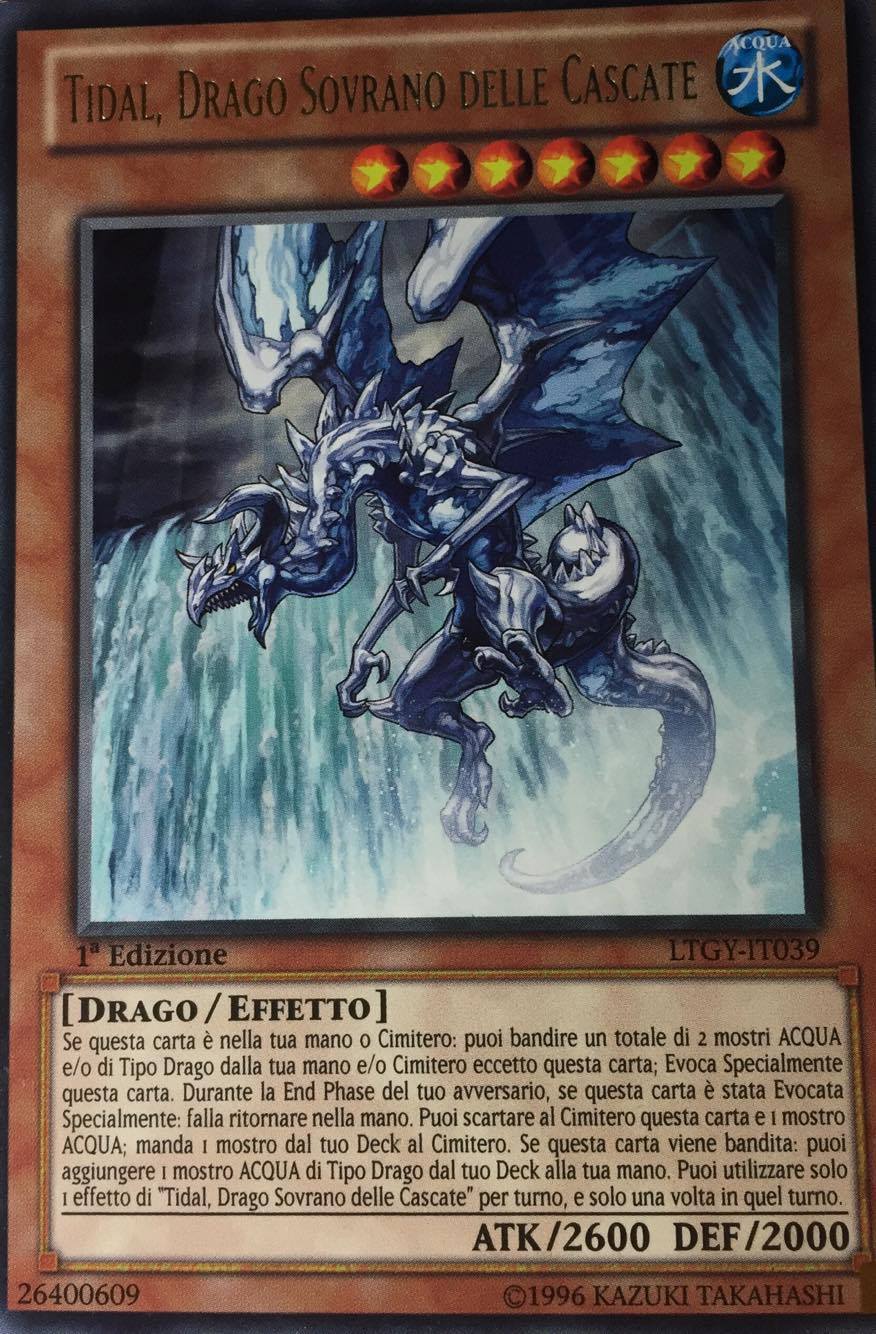 Tidal, Drago Sovrano delle Cascate
ACQUA
水
1ª Edizione
LTGY-IT039
[Drago/Effetto]
Se questa carta è nella tua mano o Cimitero: puoi bandire un totale di 2 mostri ACQUA
e/o di Tipo Drago dalla tua mano e/o Cimitero eccetto questa carta; Evoca Specialmente
questa carta. Durante la End Phase del tuo avversario, se questa carta è stata Evocata
Specialmente: falla ritornare nella mano. Puoi scartare al Cimitero questa carta e 1 mostro
ACQUA; manda 1 mostro dal tuo Deck al Cimitero. Se questa carta viene bandita: puoi
aggiungere 1 mostro ACQUA di Tipo Drago dal tuo Deck alla tua mano. Puoi utilizzare solo
1 effetto di "Tidal, Drago Sovrano delle Cascate" per turno, e solo una volta in quel turno.
ATK/2600 DEF/2000
26400609
©1996 KAZUKI TAKAHASHI